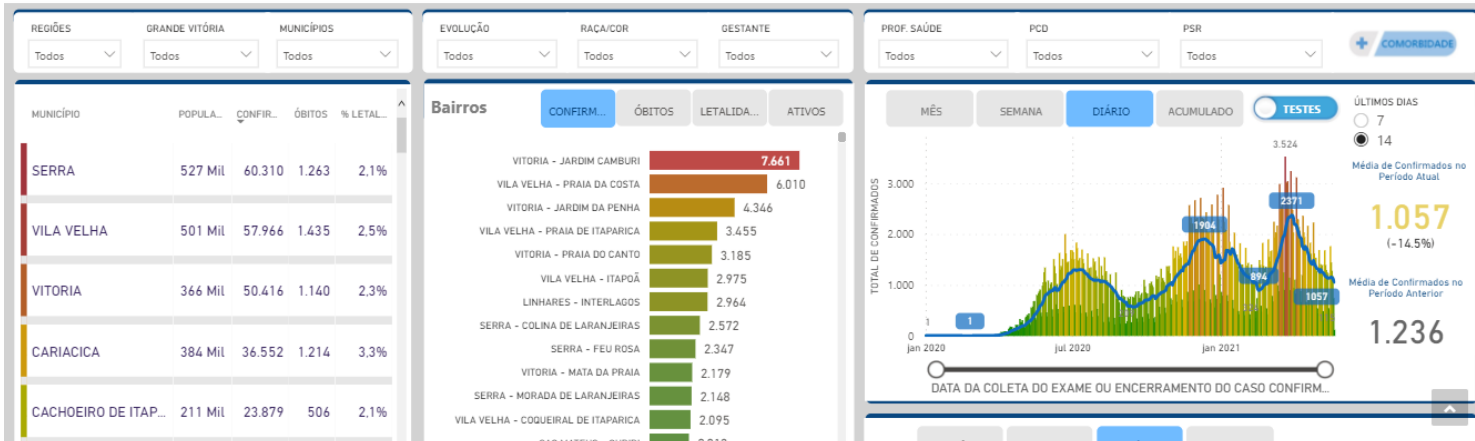 REGIÕES GRANDE VITÓRIA MUNICÍPIOS
Todos Todos Todos
EVOLUÇÃO RAÇA/COR GESTANTE
Todos Todos Todos
PROF. SAÚDE PCD PSR
Todos Todos Todos
COMORBIDADE
MUNICÍPIO POPULA... CONFIR... ÓBITOS % LETAL...
SERRA 527 Mil 60.310 1.263 2,1%
VILA VELHA 501 Mil 57.966 1.435 2,5%
VITORIA 366 Mil 50.416 1.140 2,3%
CARIACICA 384 Mil 36.552 1.214 3,3%
CACHOEIRO DE ITAP... 211 Mil 23.879 506 2,1%
Bairros
CONFIRM... ÓBITOS LETALIDA... ATIVOS
VITORIA - JARDIM CAMBURI 7.661
VILA VELHA - PRAIA DA COSTA 6.010
VITORIA - JARDIM DA PENHA 4.346
VILA VELHA - PRAIA DE ITAPARICA 3.455
VITORIA - PRAIA DO CANTO 3.185
VILA VELHA - ITAPOÃ 2.975
LINHARES - INTERLAGOS 2.964
SERRA - COLINA DE LARANJEIRAS 2.572
SERRA - FEU ROSA 2.347
VITORIA - MATA DA PRAIA 2.179
SERRA - MORADA DE LARANJEIRAS 2.148
VILA VELHA - COQUEIRAL DE ITAPARICA 2.095
MÊS SEMANA DIÁRIO ACUMULADO TESTES
TOTAL DE CONFIRMADOS
3.000
2.000
1.000
0
3.524
2371
1904
894
1057
1
1
jan 2020 jul 2020 jan 2021
DATA DA COLETA DO EXAME OU ENCERRAMENTO DO CASO CONFIRM...
ÚLTIMOS DIAS
7
14
Média de Confirmados no
Período Atual
1.057
(-14.5%)
Média de Confirmados no
Período Anterior
1.236